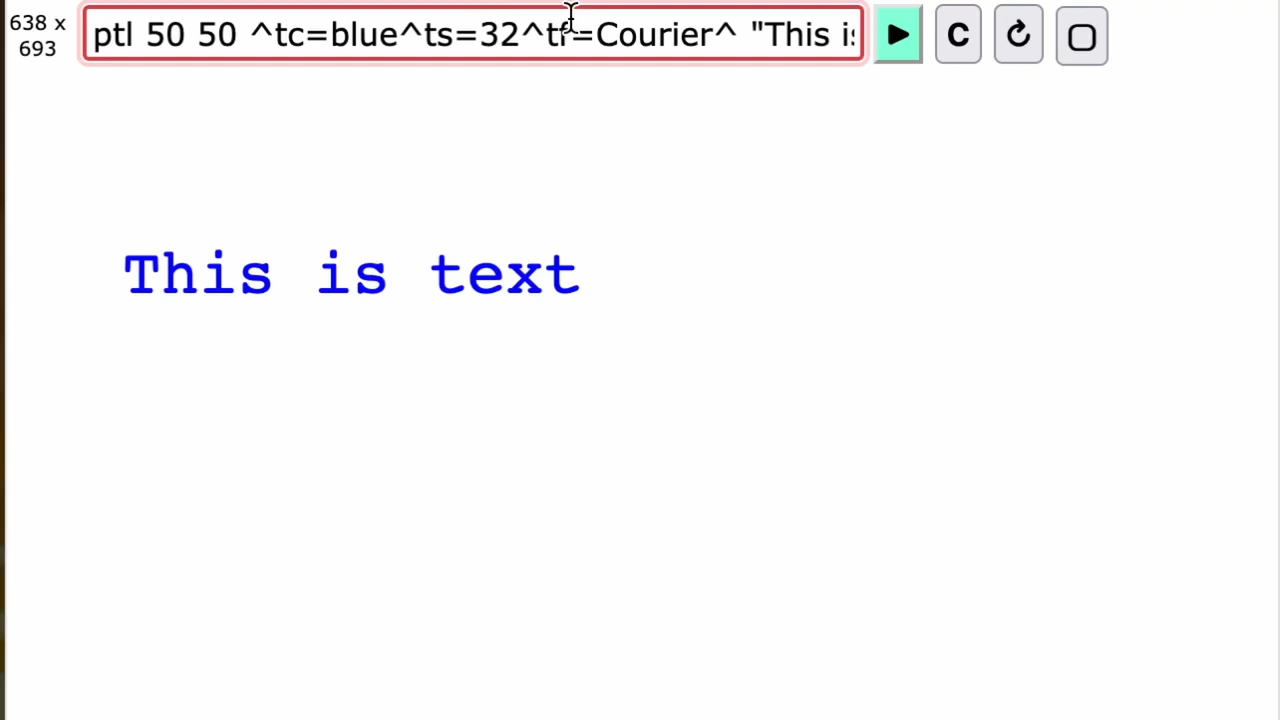 638 x
693
ptl 50 50 ^tc=blue^ts=32^tf=Courier^ "This is
C
This is text